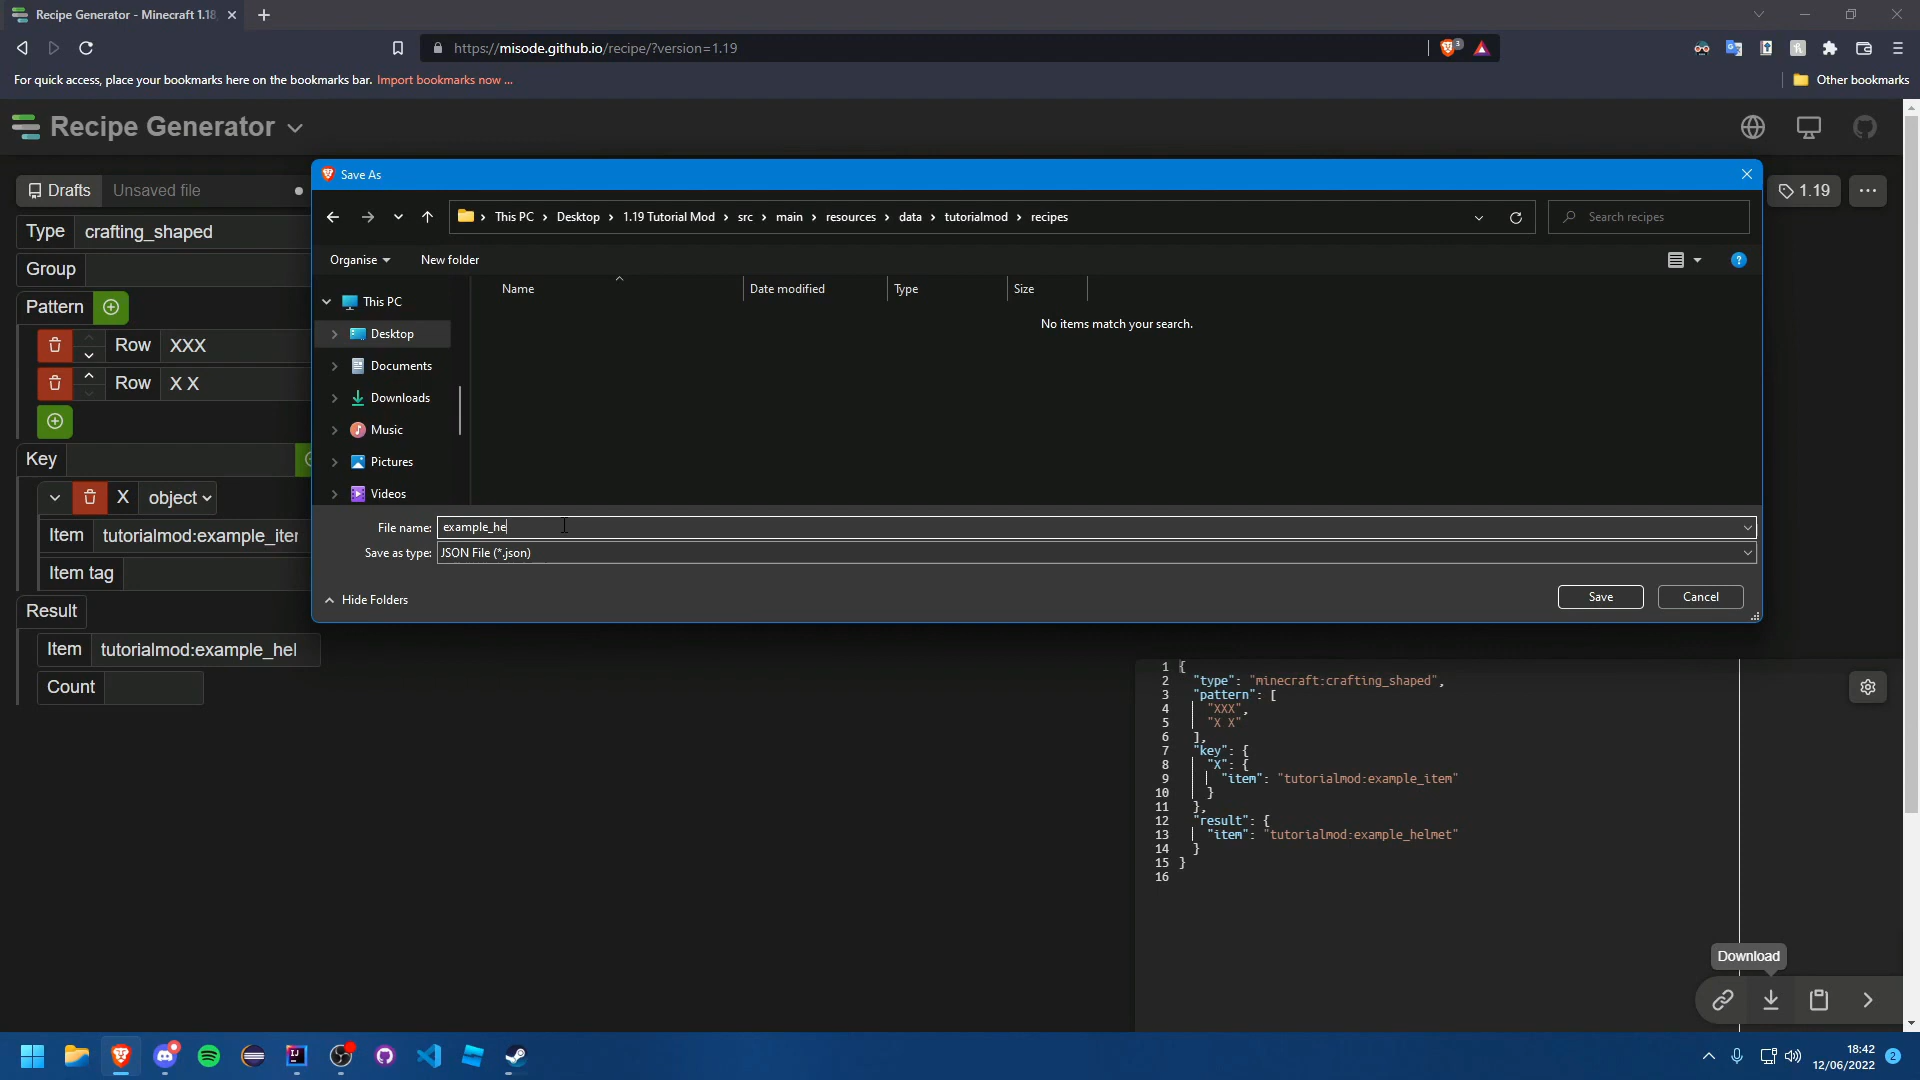 Recipe Generator - Minecraft 1.18
https://misode.github.io/recipe/?version=1.19
3
For quick access, place your bookmarks here on the bookmarks bar. Import bookmarks now ...
Other bookmarks
Recipe Generator
Drafts
Unsaved file
1.19
Type
crafting_shaped
Group
Pattern
Row
XXX
Row
X X
Key
X
object
Item
tutorialmod:example_iter
Item tag
Result
Item
tutorialmod:example_hel
Count
Save As
This PC > Desktop > 1.19 Tutorial Mod > src > main > resources > data > tutorialmod > recipes
Search recipes
Organise
New folder
Name
Date modified
Type
Size
No items match your search.
This PC
Desktop
Documents
Downloads
Music
Pictures
Videos
File name: example_he
Save as type: JSON File (*.json)
Hide Folders
Save
Cancel
1 {
2 "type": "minecraft:crafting_shaped",
3 "pattern": [
4 "XXX",
5 "X X"
6 ],
7 "key": {
8 "X": {
9 "item": "tutorialmod:example_item"
10 }
11 },
12 "result": {
13 "item": "tutorialmod:example_helmet"
14 }
15 }
16
Download
18:42
12/06/2022
2